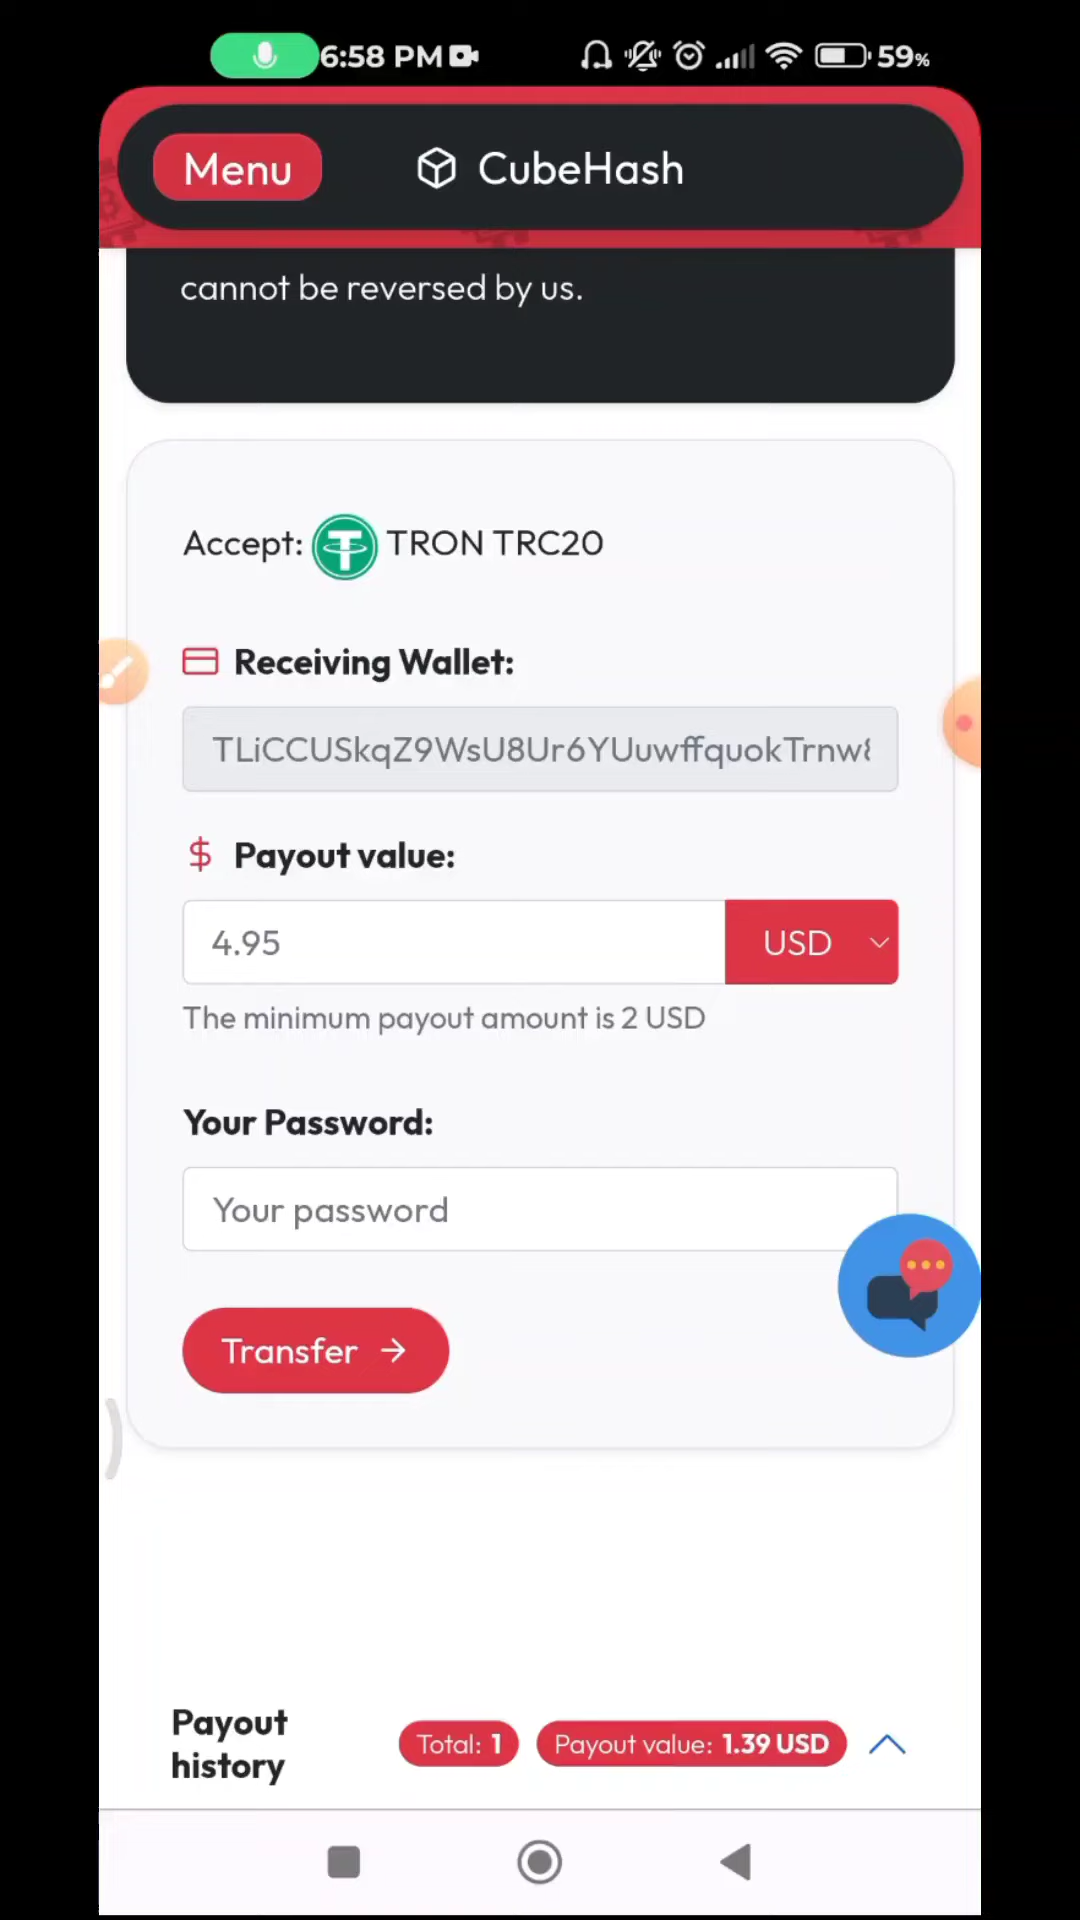 6:58 PM 59%
Menu CubeHash
cannot be reversed by us.
Accept: TRON TRC20
Receiving Wallet:
TLiCCUSkqZ9WsU8Ur6YUuwffquokTrnw8
$ Payout value:
4.95 USD
The minimum payout amount is 2 USD
Your Password:
Your password
Transfer →
Payout history
Total: 1 Payout value: 1.39 USD